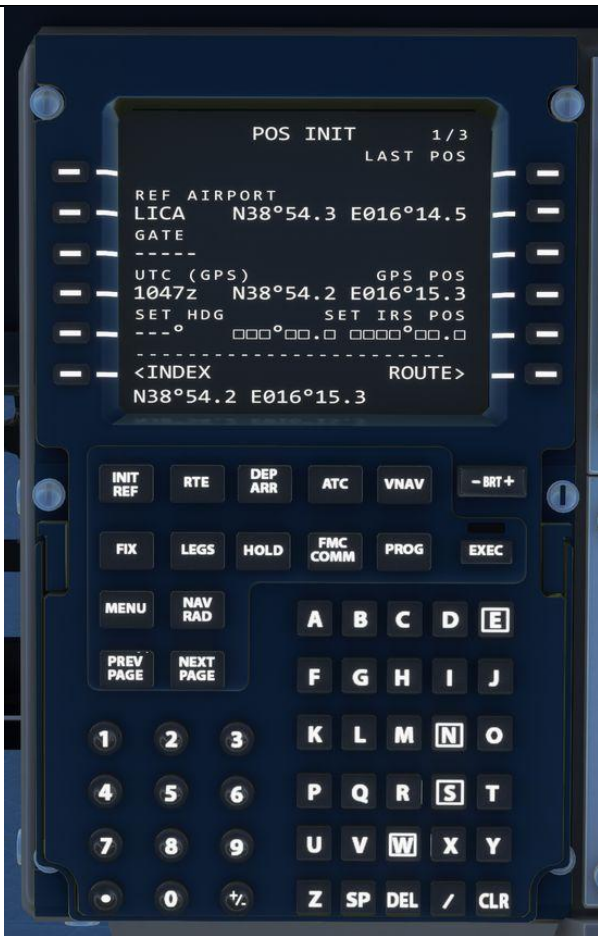 POS INIT 1/3
LAST POS
REF AIRPORT
LICA N38°54.3 E016°14.5
GATE
-----
UTC (GPS) GPS POS
1047z N38°54.2 E016°15.3
SET HDG SET IRS POS
---° □□□°□□.□ □□□□°□□.□
--------------------------
<INDEX ROUTE>
N38°54.2 E016°15.3
INIT REF RTE DEP ARR ATC VNAV - BRT +
FIX LEGS HOLD FMC COMM PROG EXEC
MENU NAV RAD
A B C D E
PREV PAGE NEXT PAGE
F G H I J
1 2 3 K L M N O
4 5 6 P Q R S T
7 8 9 U V W X Y
• 0 +/- Z SP DEL / CLR